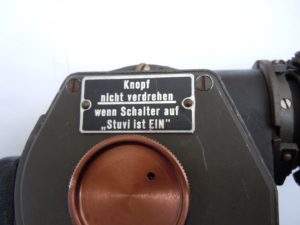 Knopf
nicht verdrehen
wenn Schalter auf
„Stuvi ist EIN"